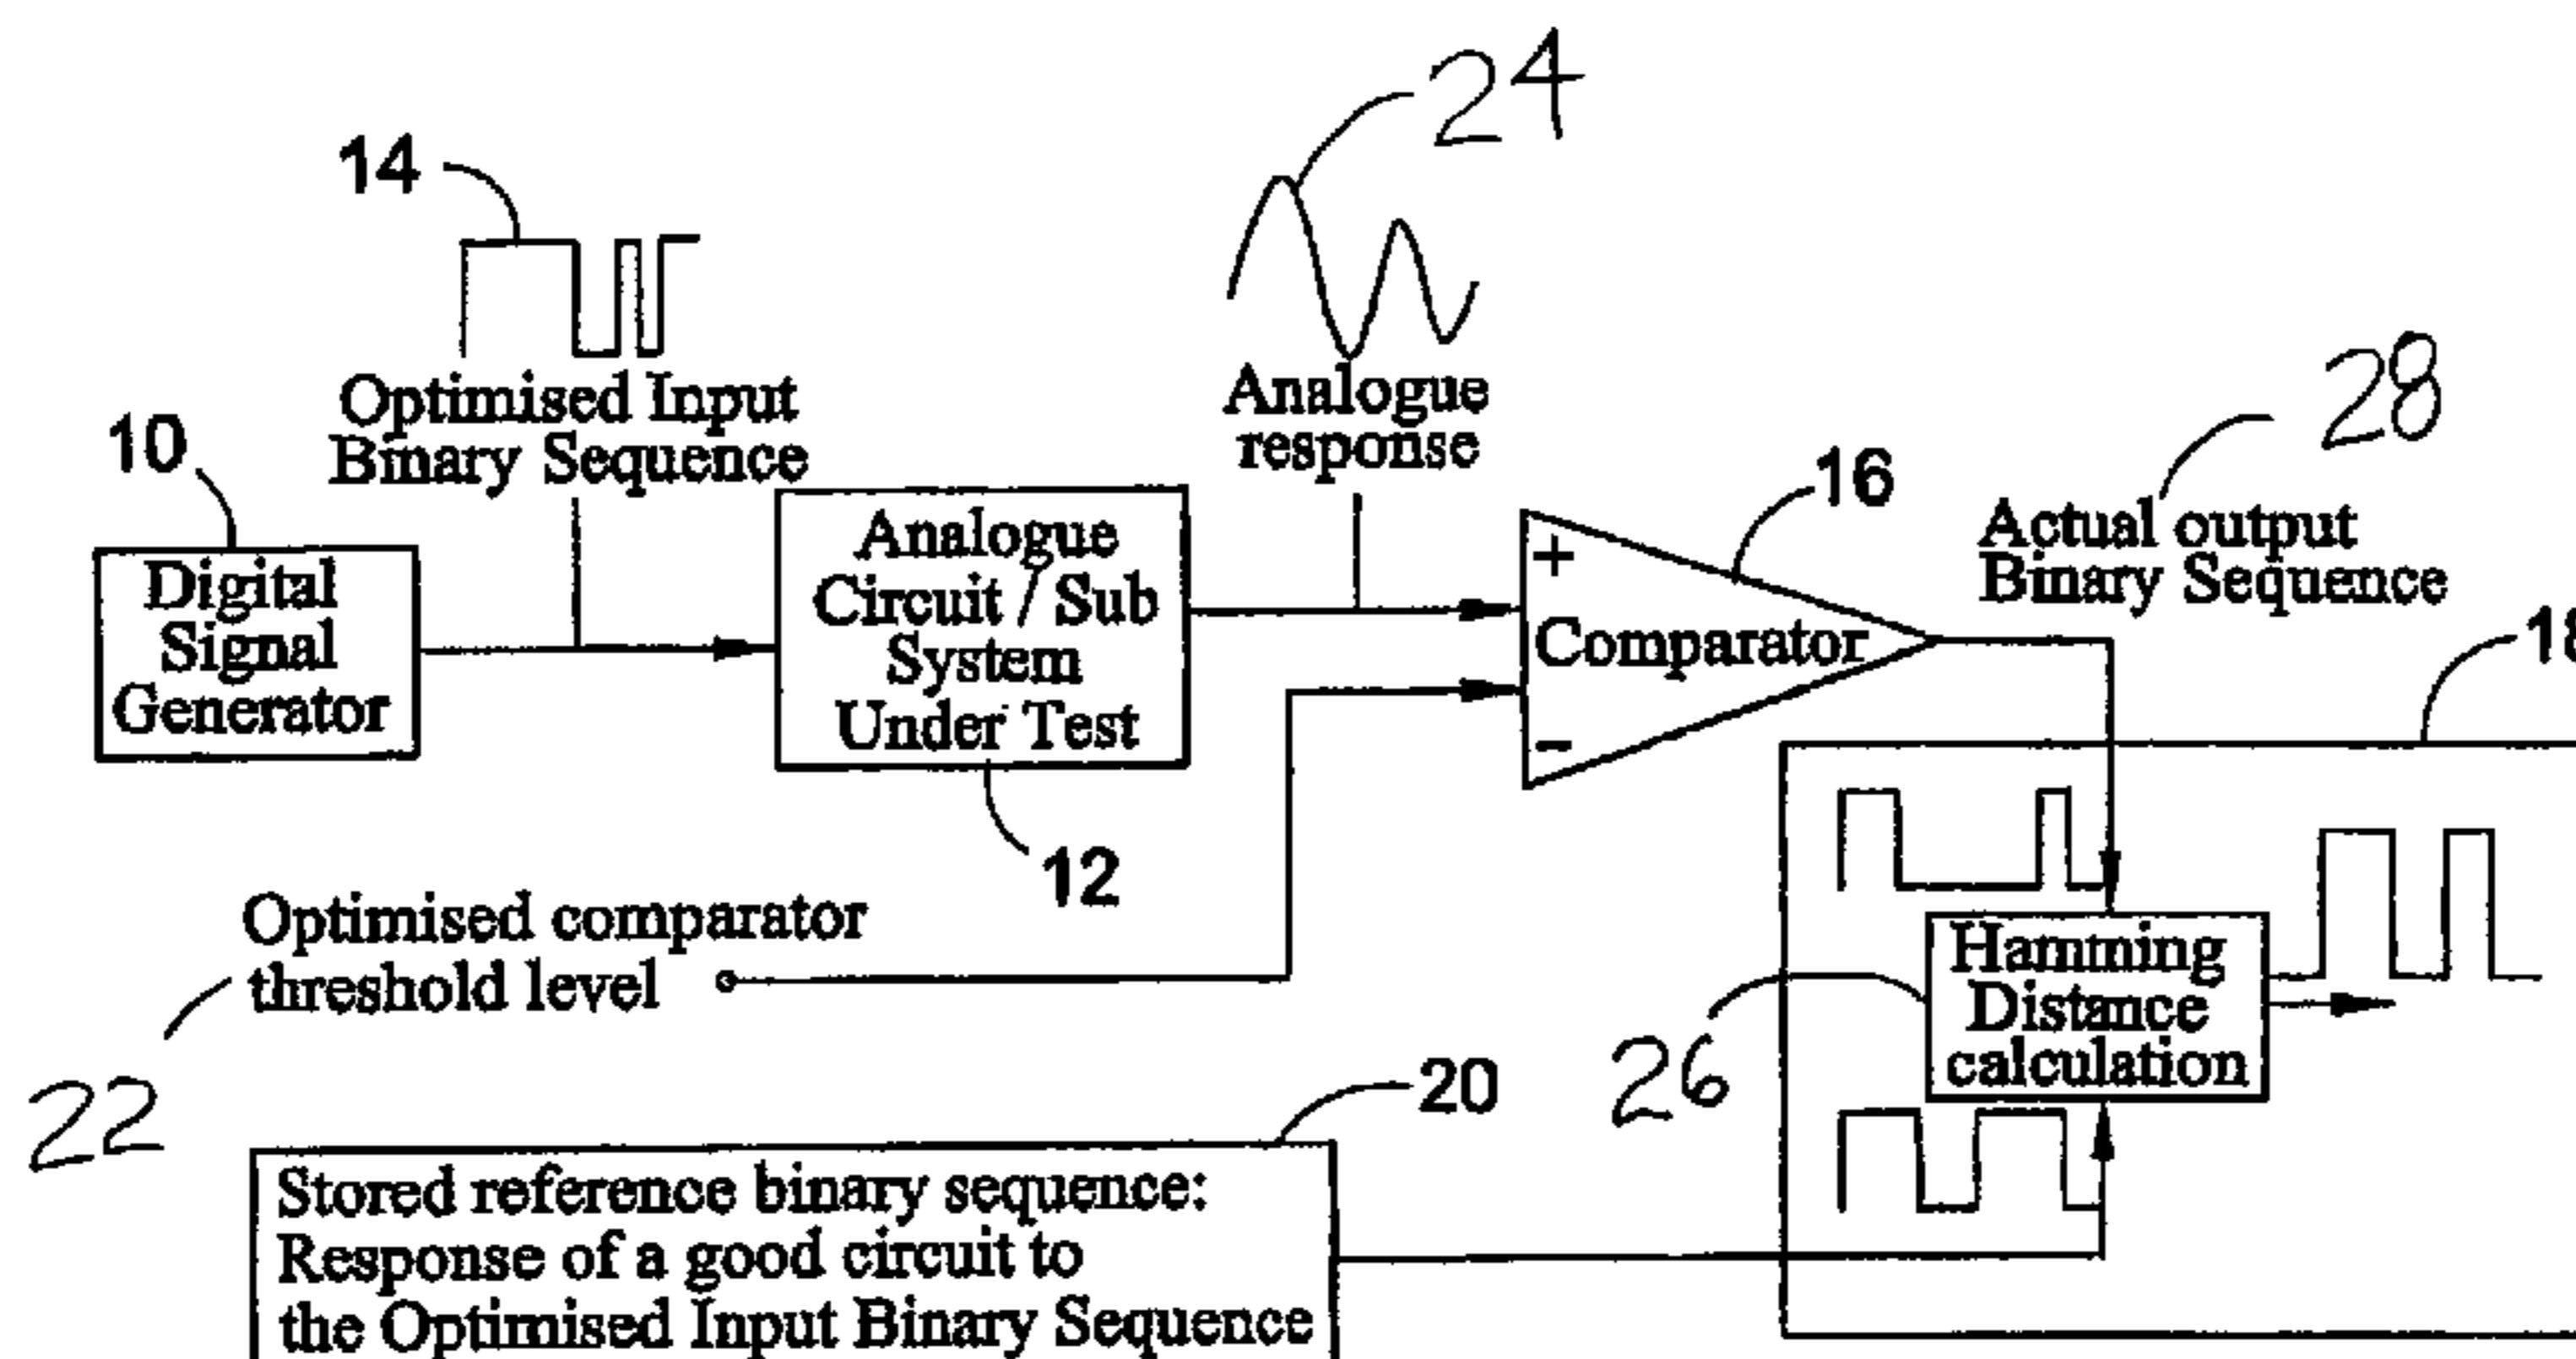 24
14
Optimised Input
Binary Sequence
Analogue
response
28
10
16
Digital
Signal
Generator
Analogue
Circuit / Sub
System
Under Test
+
Comparator
-
Actual output
Binary Sequence
18
12
Optimised comparator
threshold level
22
Hamming
Distance
calculation
26
20
Stored reference binary sequence:
Response of a good circuit to
the Optimised Input Binary Sequence